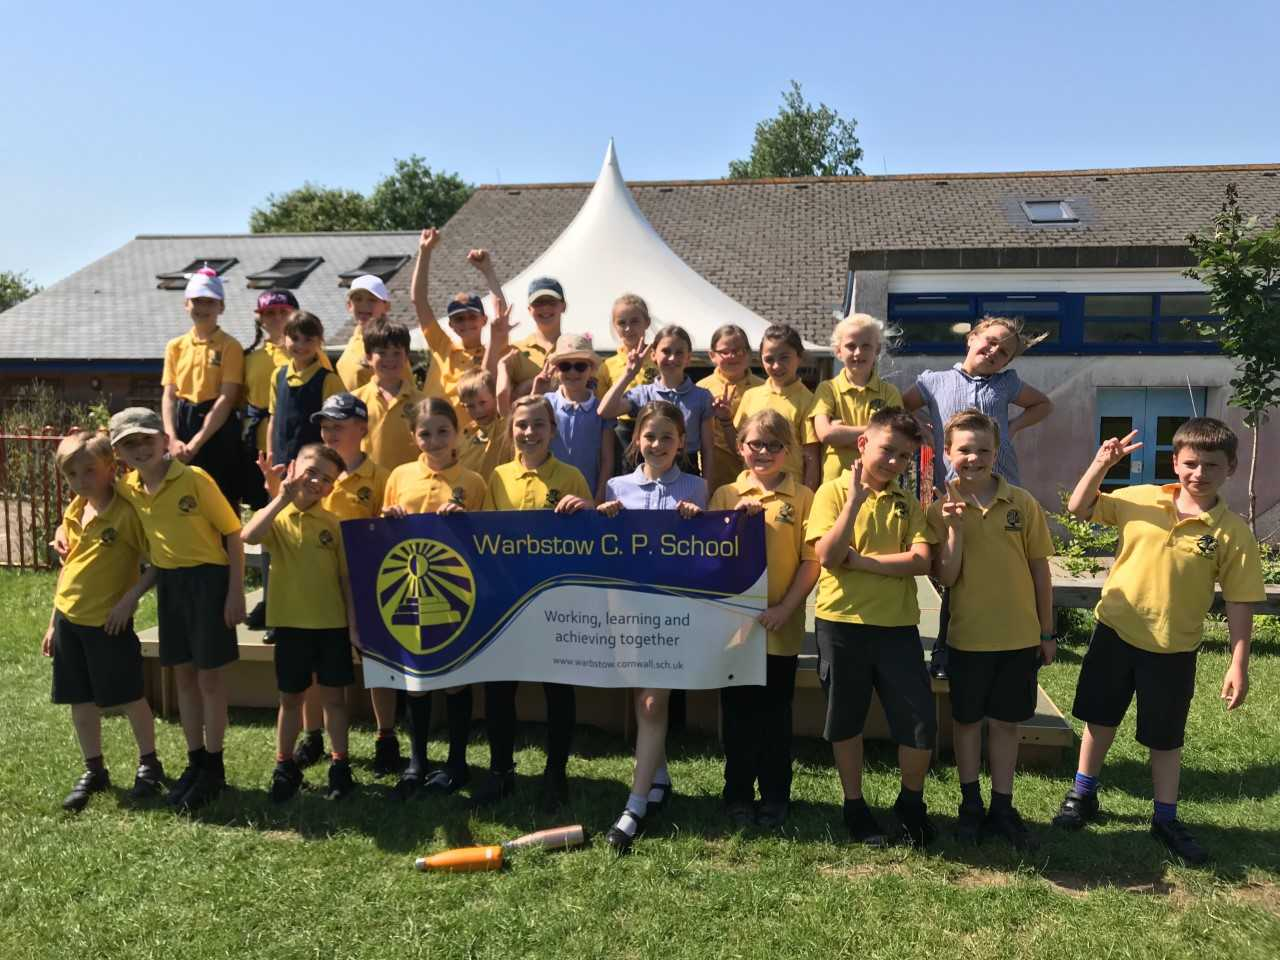 Warbstow C. P. School
Working, learning and
achieving together
www.warbstow.cornwall.sch.uk